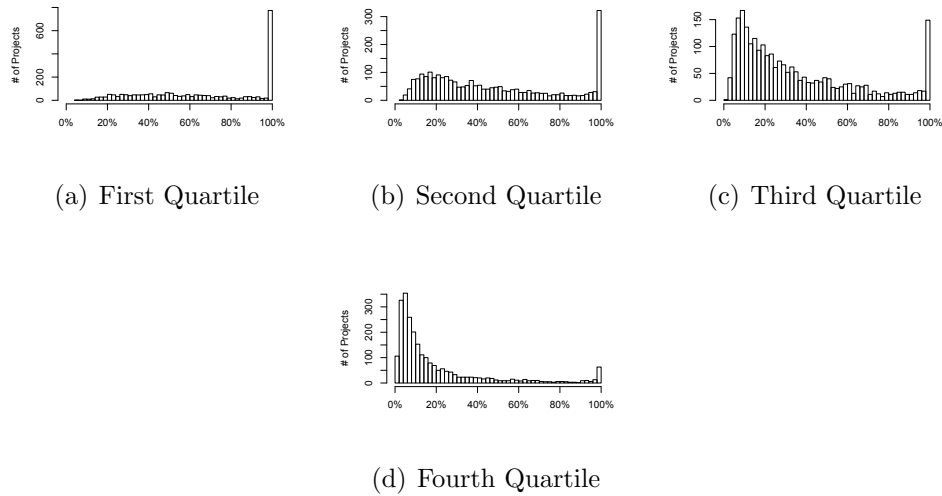 # of Projects
600
200
0
0% 20% 40% 60% 80% 100%
(a) First Quartile
# of Projects
300
200
100
0
0% 20% 40% 60% 80% 100%
(b) Second Quartile
# of Projects
150
100
50
0
0% 20% 40% 60% 80% 100%
(c) Third Quartile
# of Projects
300
200
100
0
0% 20% 40% 60% 80% 100%
(d) Fourth Quartile